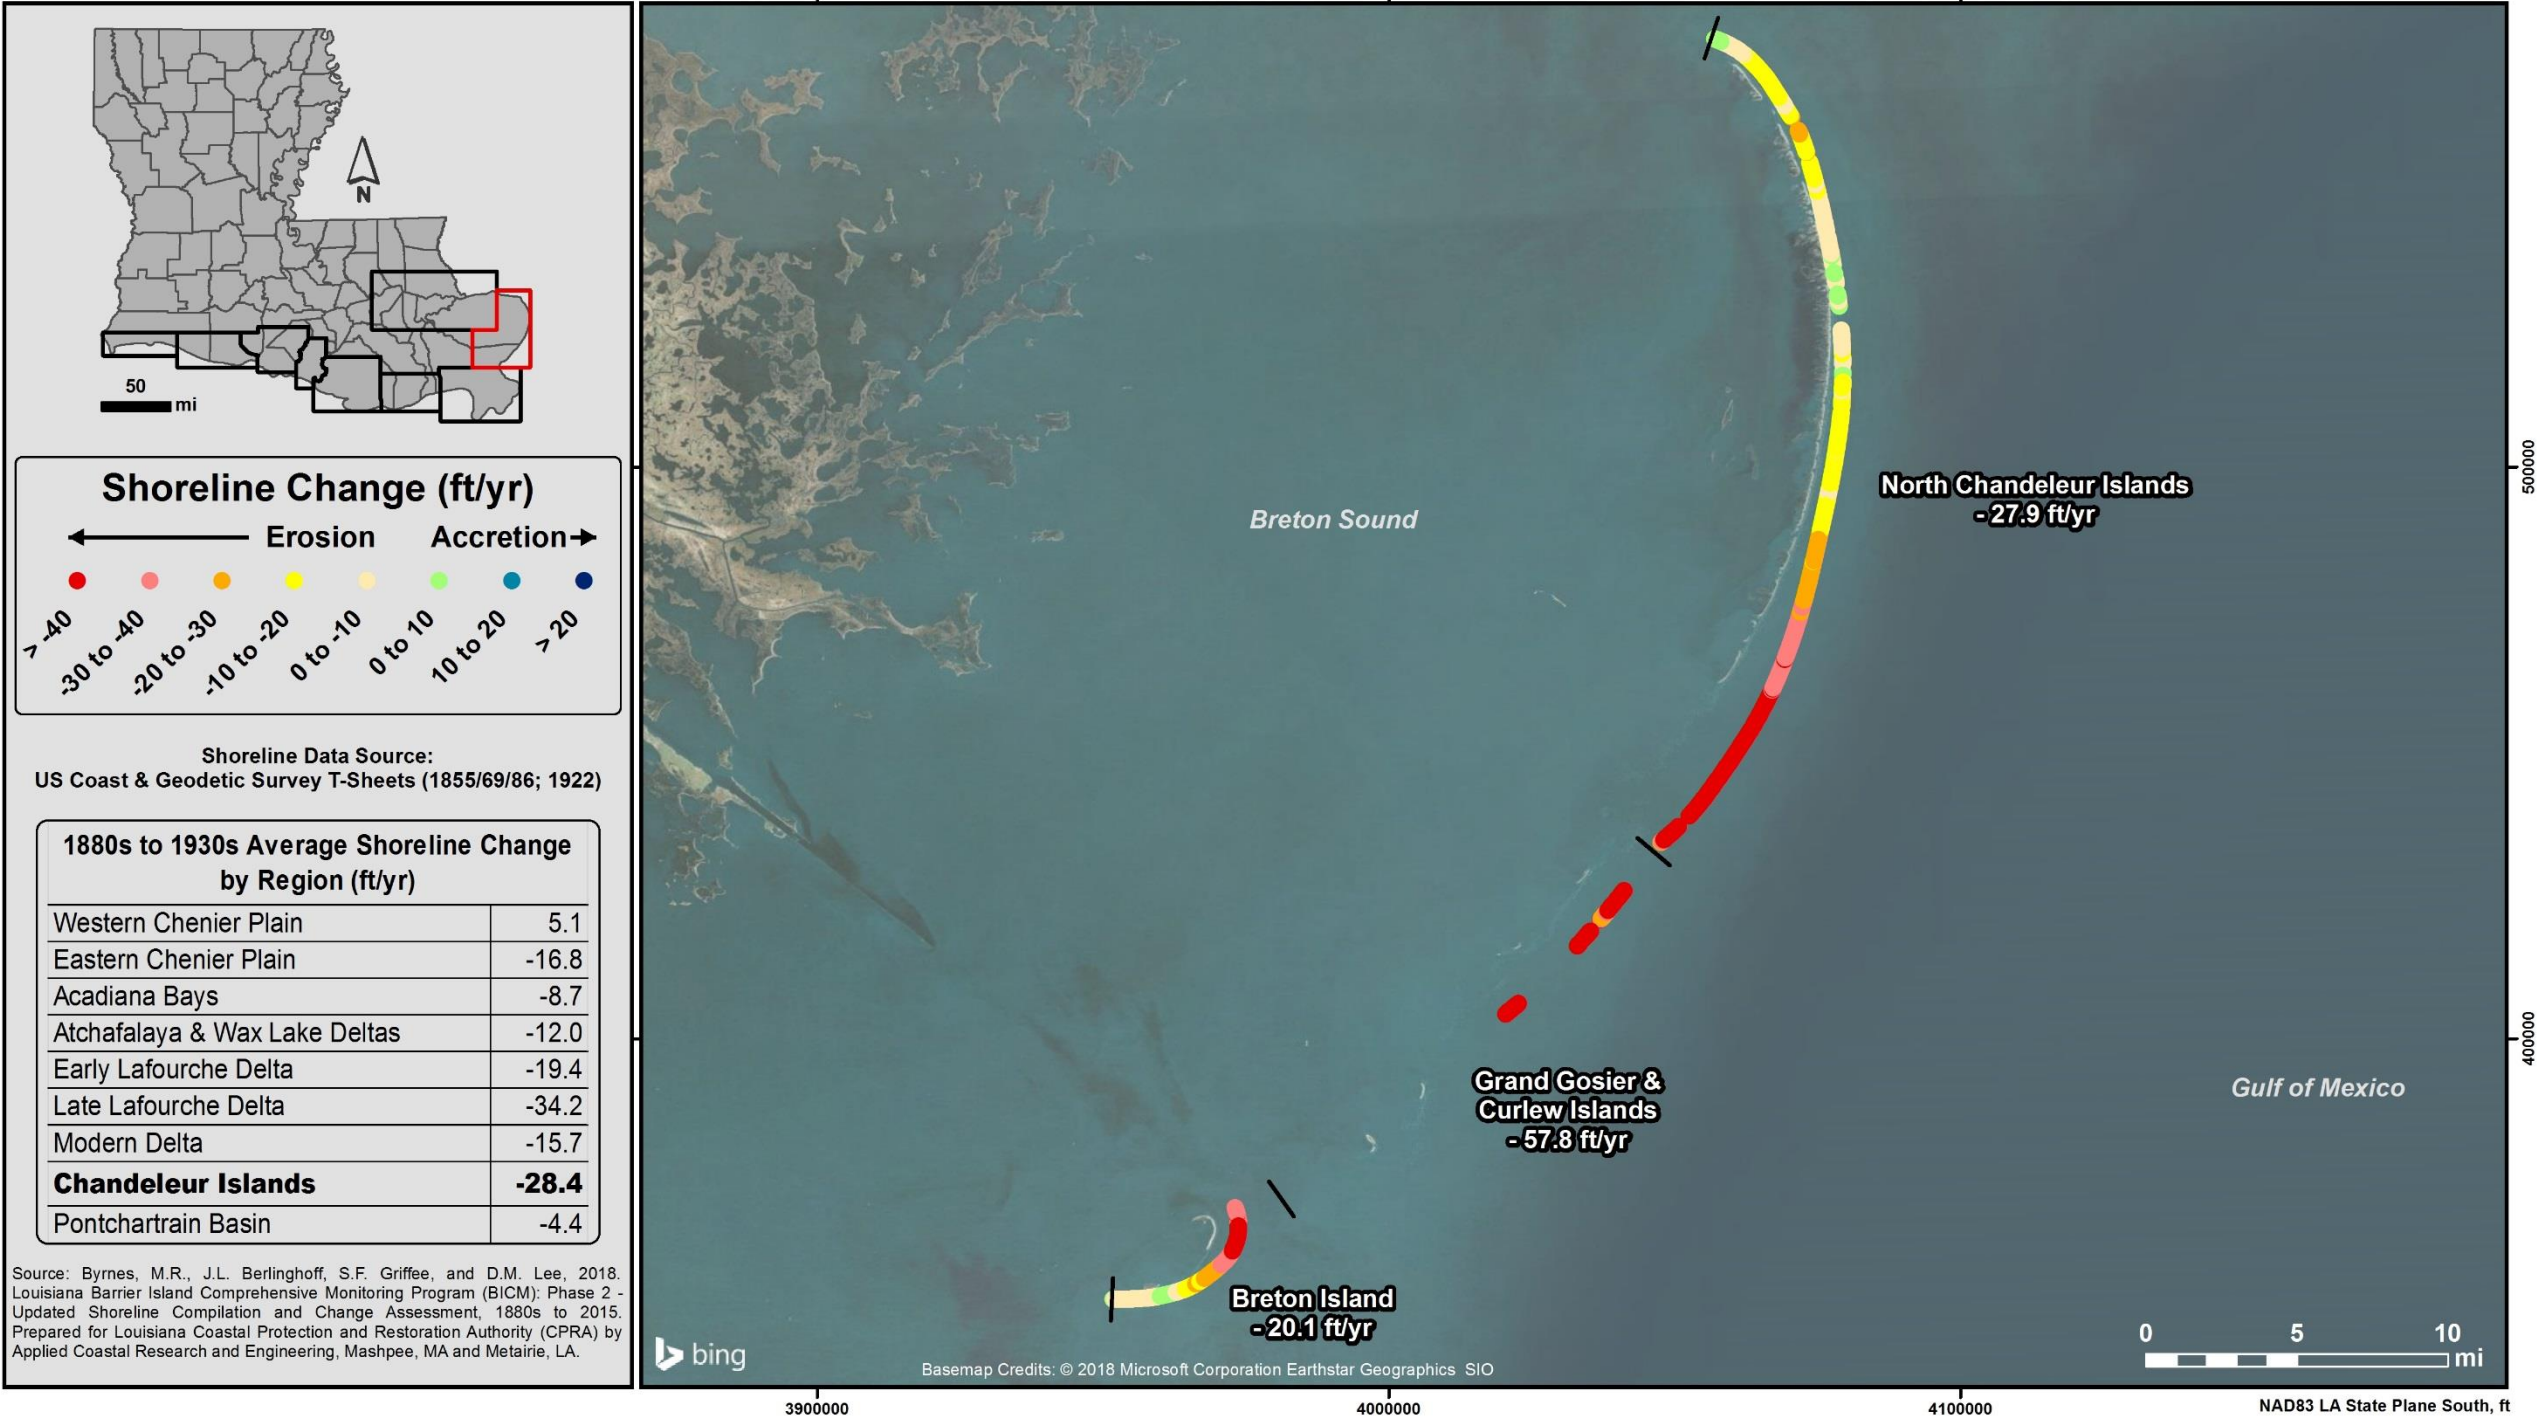 N
50
mi
Shoreline Change (ft/yr)
Erosion Accretion
> -40
-30 to -40
-20 to -30
-10 to -20
0 to -10
0 to 10
10 to 20
> 20
Shoreline Data Source:
US Coast & Geodetic Survey T-Sheets (1855/69/86; 1922)
1880s to 1930s Average Shoreline Change
by Region (ft/yr)
Western Chenier Plain 5.1
Eastern Chenier Plain -16.8
Acadiana Bays -8.7
Atchafalaya & Wax Lake Deltas -12.0
Early Lafourche Delta -19.4
Late Lafourche Delta -34.2
Modern Delta -15.7
Chandeleur Islands -28.4
Pontchartrain Basin -4.4
Source: Byrnes, M.R., J.L. Berlinghoff, S.F. Griffee, and D.M. Lee, 2018.
Louisiana Barrier Island Comprehensive Monitoring Program (BICM): Phase 2 -
Updated Shoreline Compilation and Change Assessment, 1880s to 2015.
Prepared for Louisiana Coastal Protection and Restoration Authority (CPRA) by
Applied Coastal Research and Engineering, Mashpee, MA and Metairie, LA.
Breton Sound
North Chandeleur Islands
- 27.9 ft/yr
Grand Gosier &
Curlew Islands
- 57.8 ft/yr
Gulf of Mexico
Breton Island
- 20.1 ft/yr
bing
Basemap Credits: © 2018 Microsoft Corporation Earthstar Geographics SIO
0 5 10
mi
500000
400000
3900000
4000000
4100000
NAD83 LA State Plane South, ft